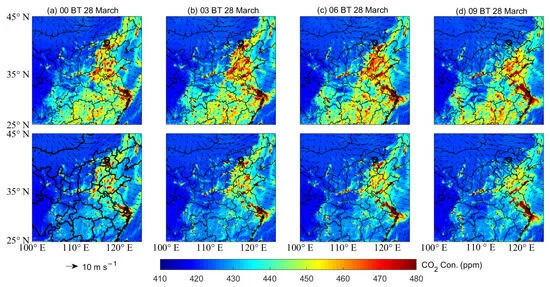 (a) 00 BT 28 March (b) 03 BT 28 March (c) 06 BT 28 March (d) 09 BT 28 March
45° N
35° N
25° N
45° N
35° N
25° N
100° E 110° E 120° E 100° E 110° E 120° E 100° E 110° E 120° E 100° E 110° E 120° E
10 m s⁻¹
CO₂ Con. (ppm)
410 420 430 440 450 460 470 480